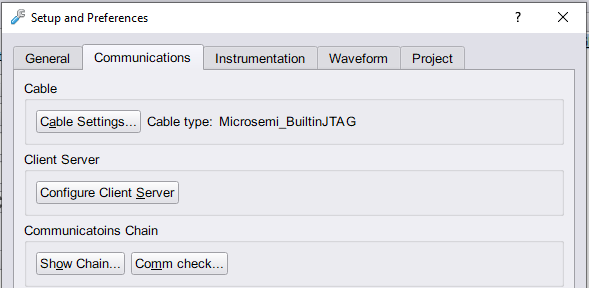 Setup and Preferences ? ×
General Communications Instrumentation Waveform Project
Cable
Cable Settings... Cable type: Microsemi_BuiltinJTAG
Client Server
Configure Client Server
Communicatoins Chain
Show Chain... Comm check...